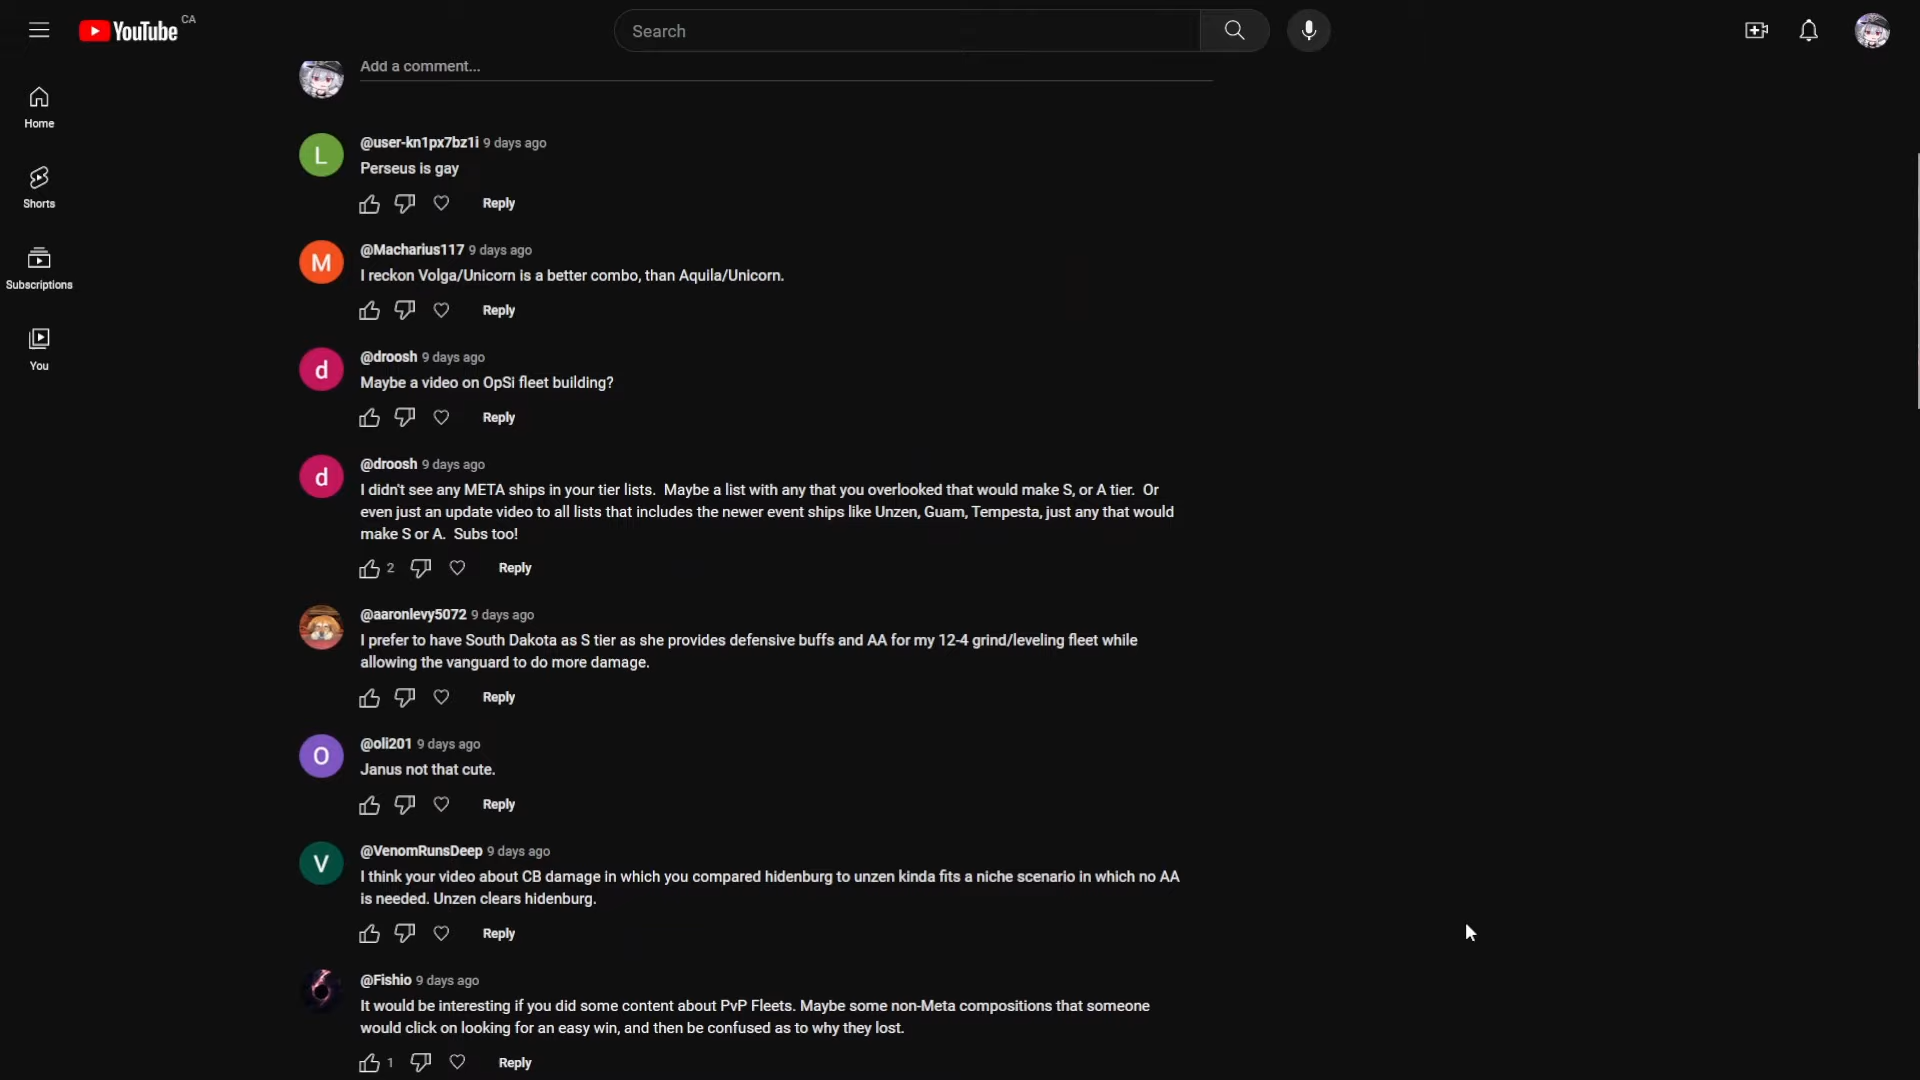 YouTube CA
Search
Home
Shorts
Subscriptions
You
Add a comment...
L
@user-kn1px7bz1i 9 days ago
Perseus is gay
Reply
M
@Macharius117 9 days ago
I reckon Volga/Unicorn is a better combo, than Aquila/Unicorn.
Reply
d
@droosh 9 days ago
Maybe a video on OpSi fleet building?
Reply
d
@droosh 9 days ago
I didn't see any META ships in your tier lists.  Maybe a list with any that you overlooked that would make S, or A tier.  Or
even just an update video to all lists that includes the newer event ships like Unzen, Guam, Tempesta, just any that would
make S or A.  Subs too!
2 Reply
@aaronlevy5072 9 days ago
I prefer to have South Dakota as S tier as she provides defensive buffs and AA for my 12-4 grind/leveling fleet while
allowing the vanguard to do more damage.
Reply
O
@oli201 9 days ago
Janus not that cute.
Reply
V
@VenomRunsDeep 9 days ago
I think your video about CB damage in which you compared hidenburg to unzen kinda fits a niche scenario in which no AA
is needed. Unzen clears hidenburg.
Reply
@Fishio 9 days ago
It would be interesting if you did some content about PvP Fleets. Maybe some non-Meta compositions that someone
would click on looking for an easy win, and then be confused as to why they lost.
1 Reply